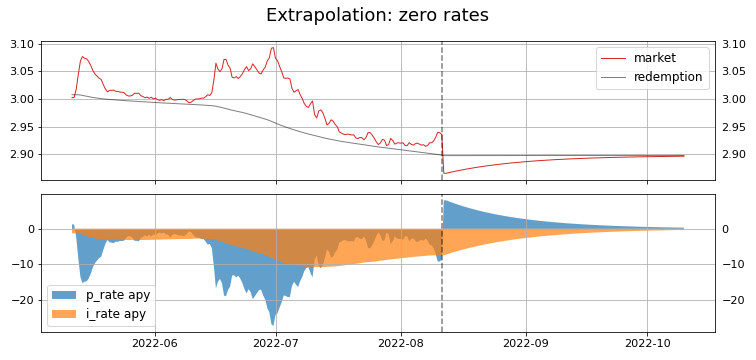 Extrapolation: zero rates
3.10 3.10
3.05 3.05
3.00 3.00
2.95 2.95
2.90 2.90
market
redemption
0 0
−10 −10
−20 −20
p_rate apy
i_rate apy
2022-06 2022-07 2022-08 2022-09 2022-10